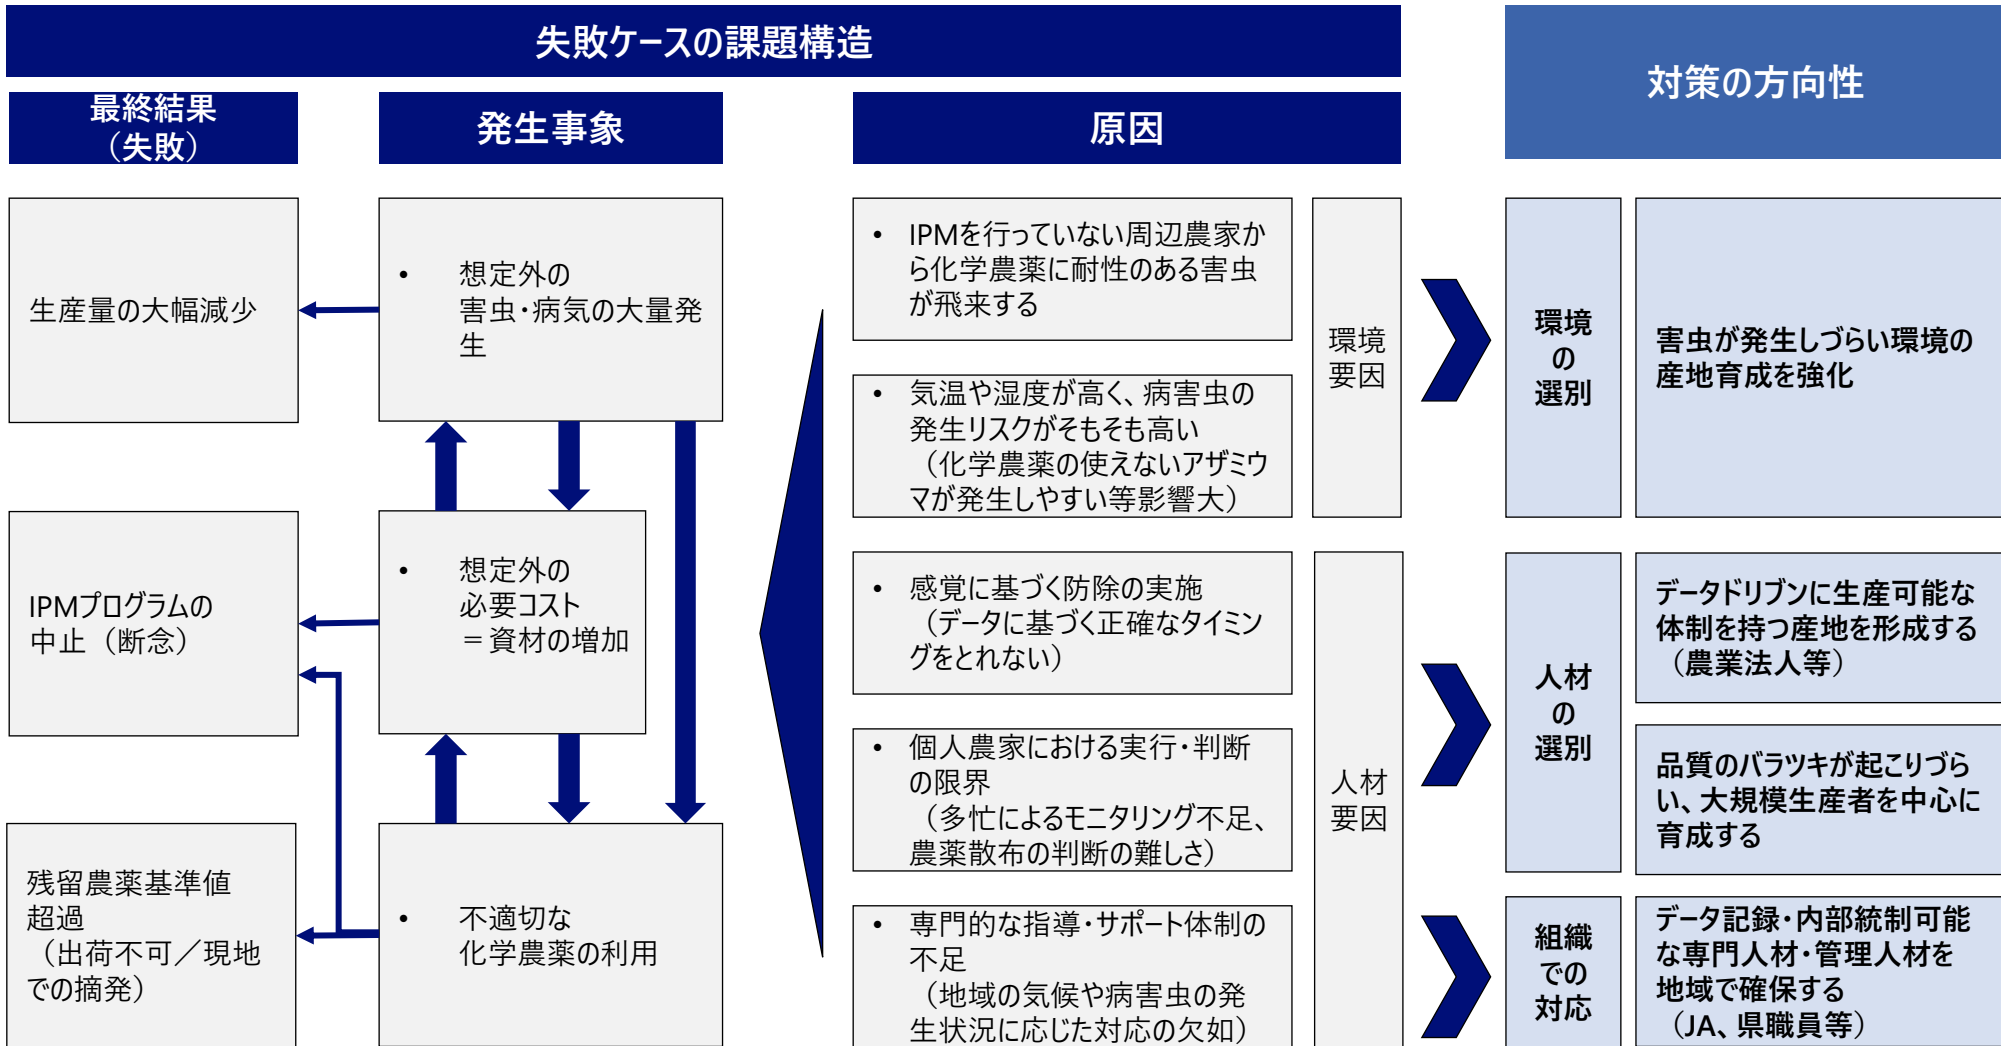 失敗ケースの課題構造
対策の方向性
最終結果
（失敗）
発生事象
原因
生産量の大幅減少
• 想定外の
害虫・病気の大量発
生
• IPMを行っていない周辺農家か
ら化学農薬に耐性のある害虫
が飛来する
• 気温や湿度が高く、病害虫の
発生リスクがそもそも高い
（化学農薬の使えないアザミウ
マが発生しやすい等影響大）
環境
要因
環境
の
選別
害虫が発生しづらい環境の
産地育成を強化
IPMプログラムの
中止（断念）
• 想定外の
必要コスト
＝資材の増加
• 感覚に基づく防除の実施
（データに基づく正確なタイミン
グをとれない）
• 個人農家における実行・判断
の限界
（多忙によるモニタリング不足、
農薬散布の判断の難しさ）
人材
要因
人材
の
選別
データドリブンに生産可能な
体制を持つ産地を形成する
（農業法人等）
品質のバラツキが起こりづら
い、大規模生産者を中心に
育成する
残留農薬基準値
超過
（出荷不可／現地
での摘発）
• 不適切な
化学農薬の利用
• 専門的な指導・サポート体制の
不足
（地域の気候や病害虫の発
生状況に応じた対応の欠如）
組織
での
対応
データ記録・内部統制可能
な専門人材・管理人材を
地域で確保する
（JA、県職員等）